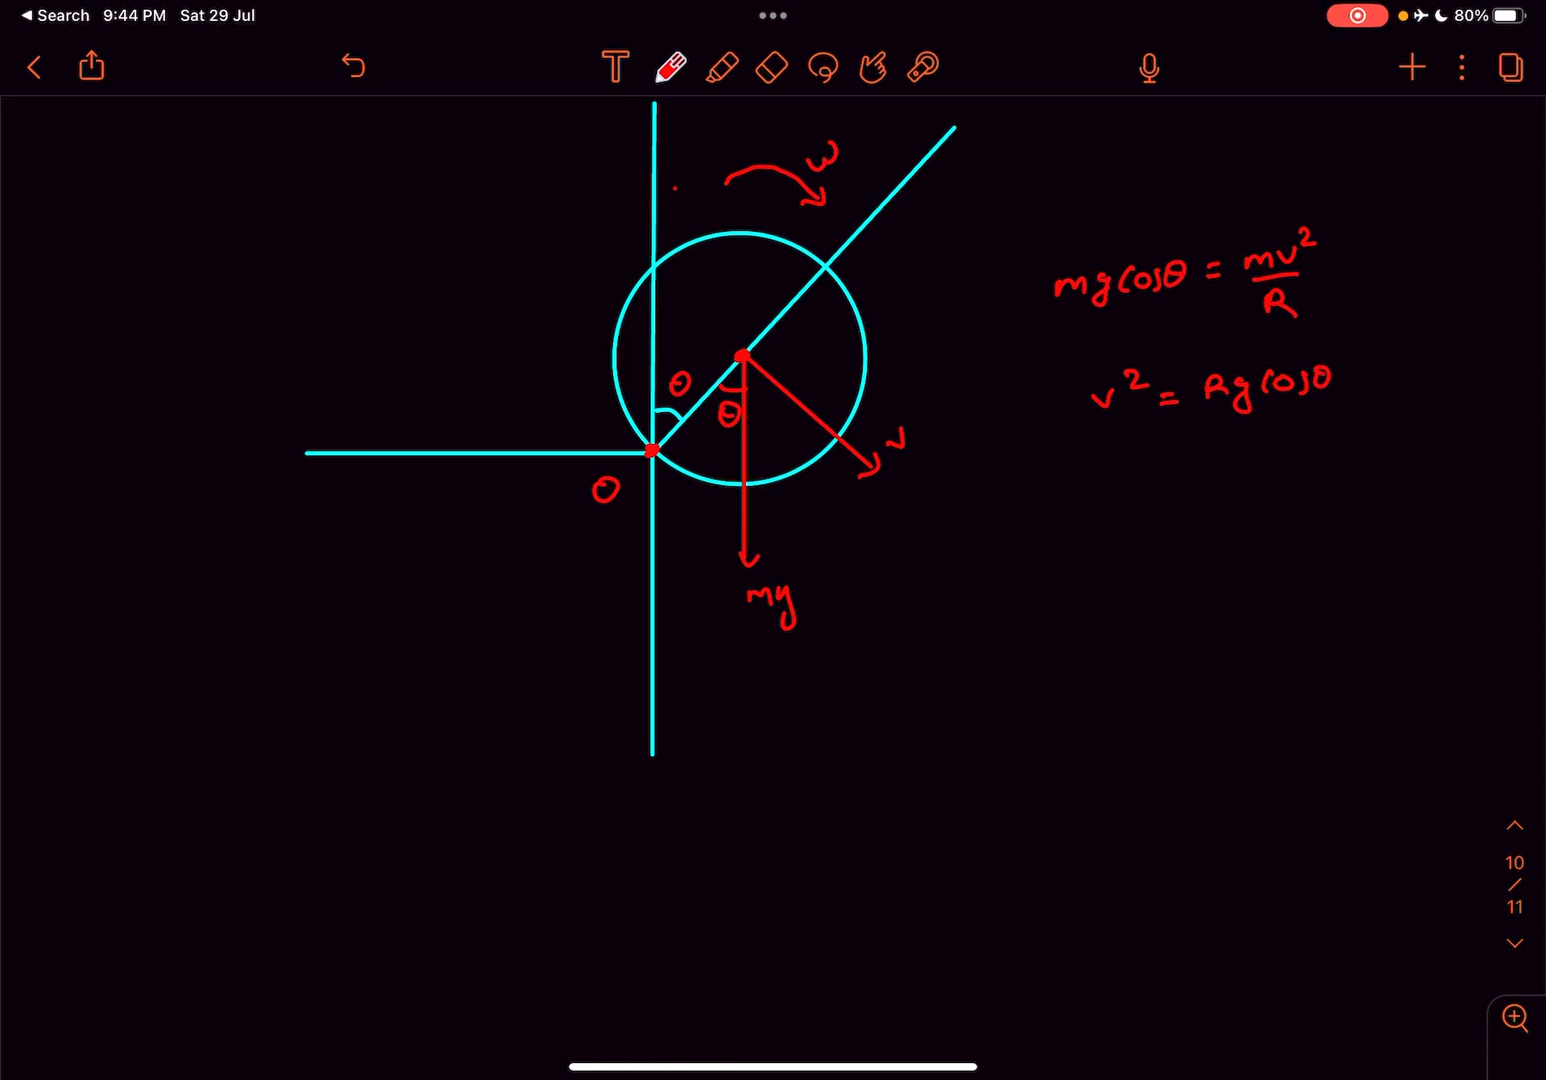 Search 9:44 PM Sat 29 Jul
80%
T
ω
mg cosθ = mv²/R
v² = Rg cosθ
θ
θ
v
O
mg
10
/
11